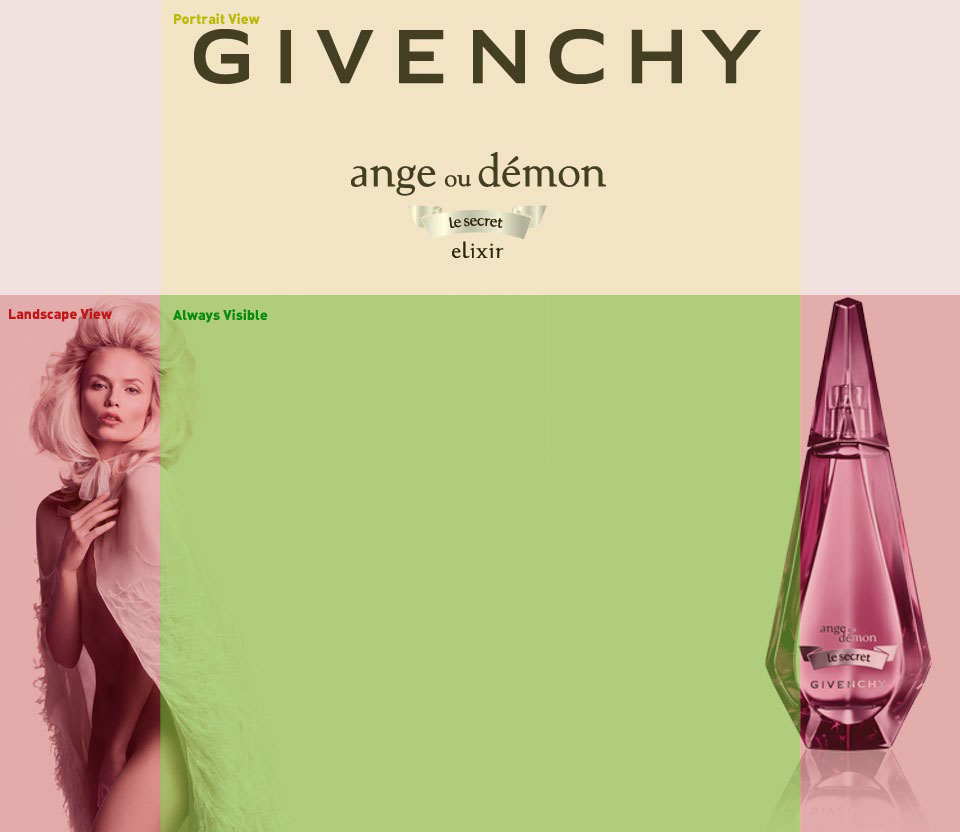 Portrait View
GIVENCHY
ange ou démon
le secret
elixir
Landscape View
Always Visible
ange ou
démon
le secret
GIVENCHY